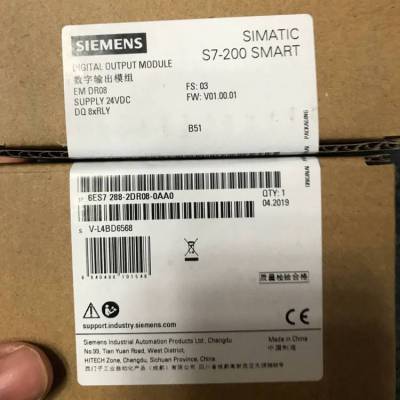 SIEMENS
SIMATIC
S7-200 SMART
DIGITAL OUTPUT MODULE
数字输出模组
EM DR08
SUPPLY 24VDC
DQ 8xRLY
FS: 03
FW: V01.00.01
B51
ORIGINAL PACKAGING
1P 6ES7 288-2DR08-0AA0
QTY: 1
04.2019
S V-L4BD6568
质量检验合格
support.industry.siemens.com
CE
Siemens Industrial Automation Products Ltd., Chengdu
No.99, Tian Yuan Road, West District,
HITECH Zone, Chengdu, Sichuan Province, China
Made in China
中国制造